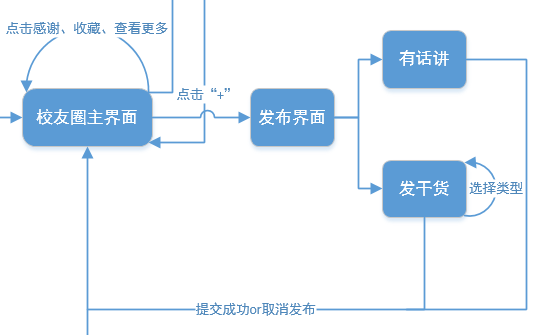 点击感谢、收藏、查看更多
有话讲
点击“+”
校友圈主界面
发布界面
发干货
选择类型
提交成功or取消发布